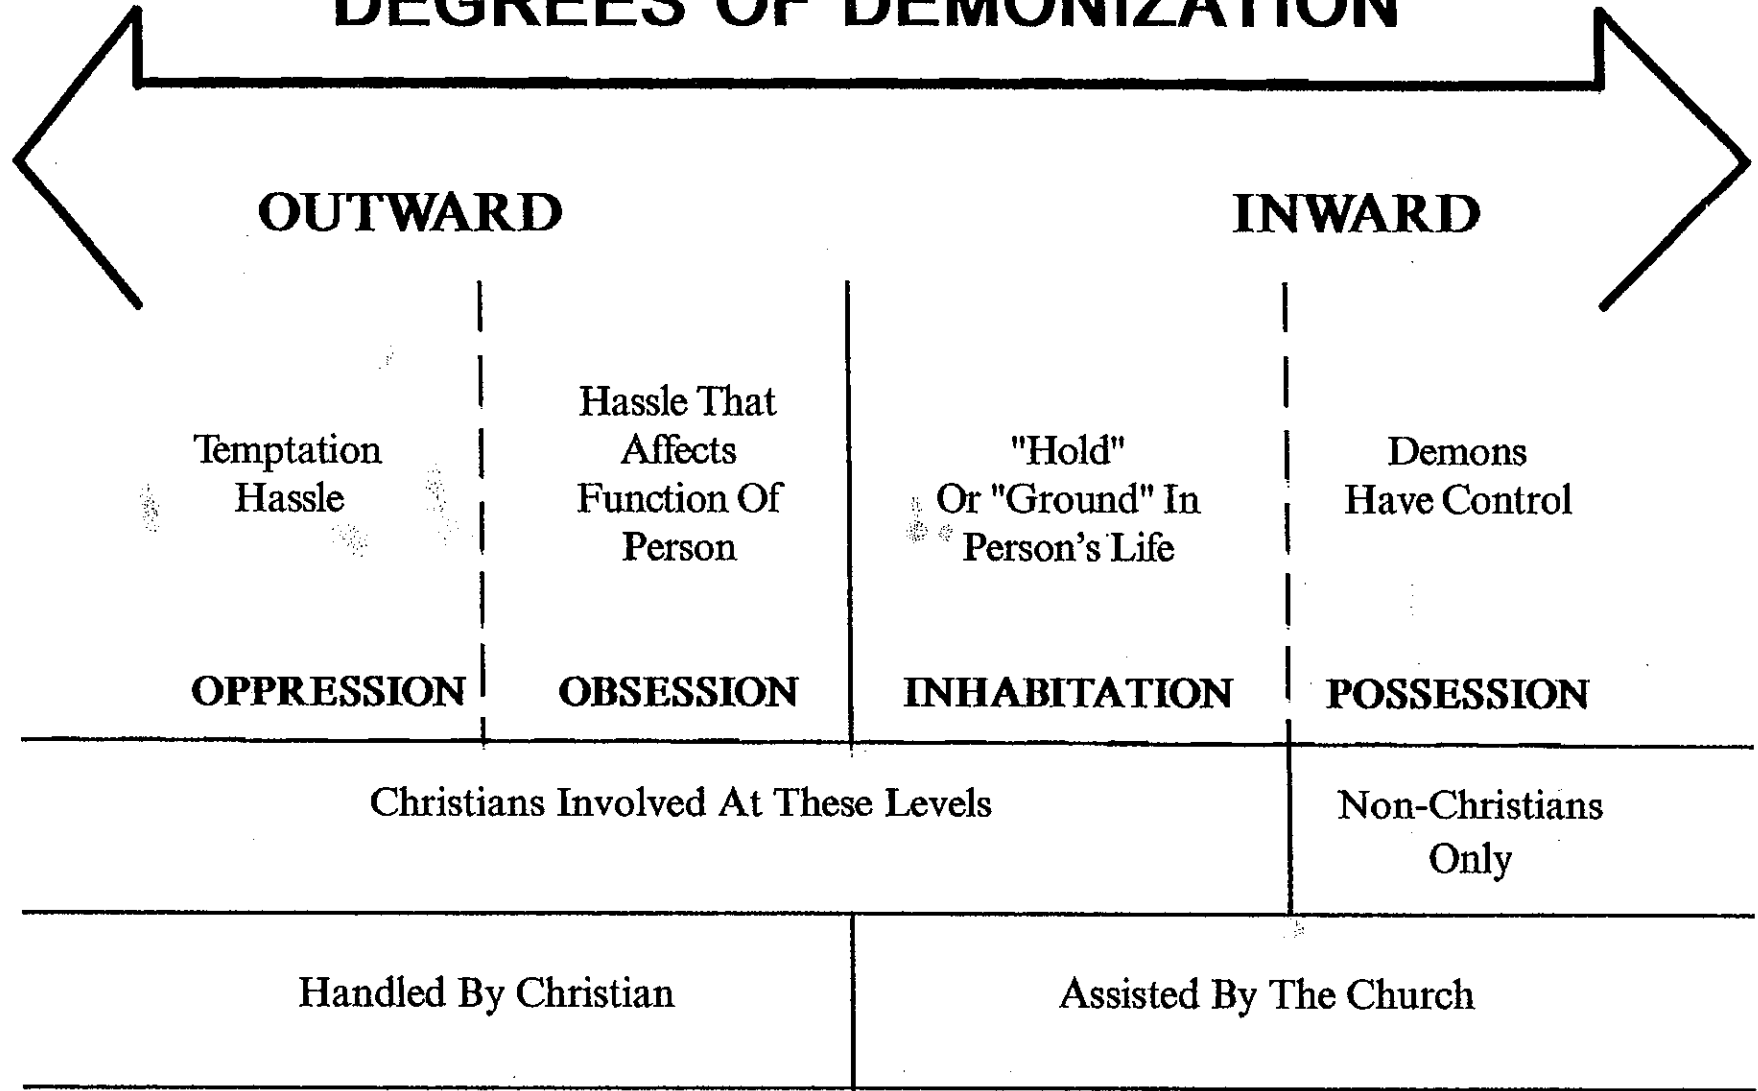 DEGREES OF DEMONIZATION
OUTWARD
INWARD
Temptation
Hassle
Hassle That
Affects
Function Of
Person
"Hold"
Or "Ground" In
Person's Life
Demons
Have Control
OPPRESSION
OBSESSION
INHABITATION
POSSESSION
Christians Involved At These Levels
Non-Christians
Only
Handled By Christian
Assisted By The Church